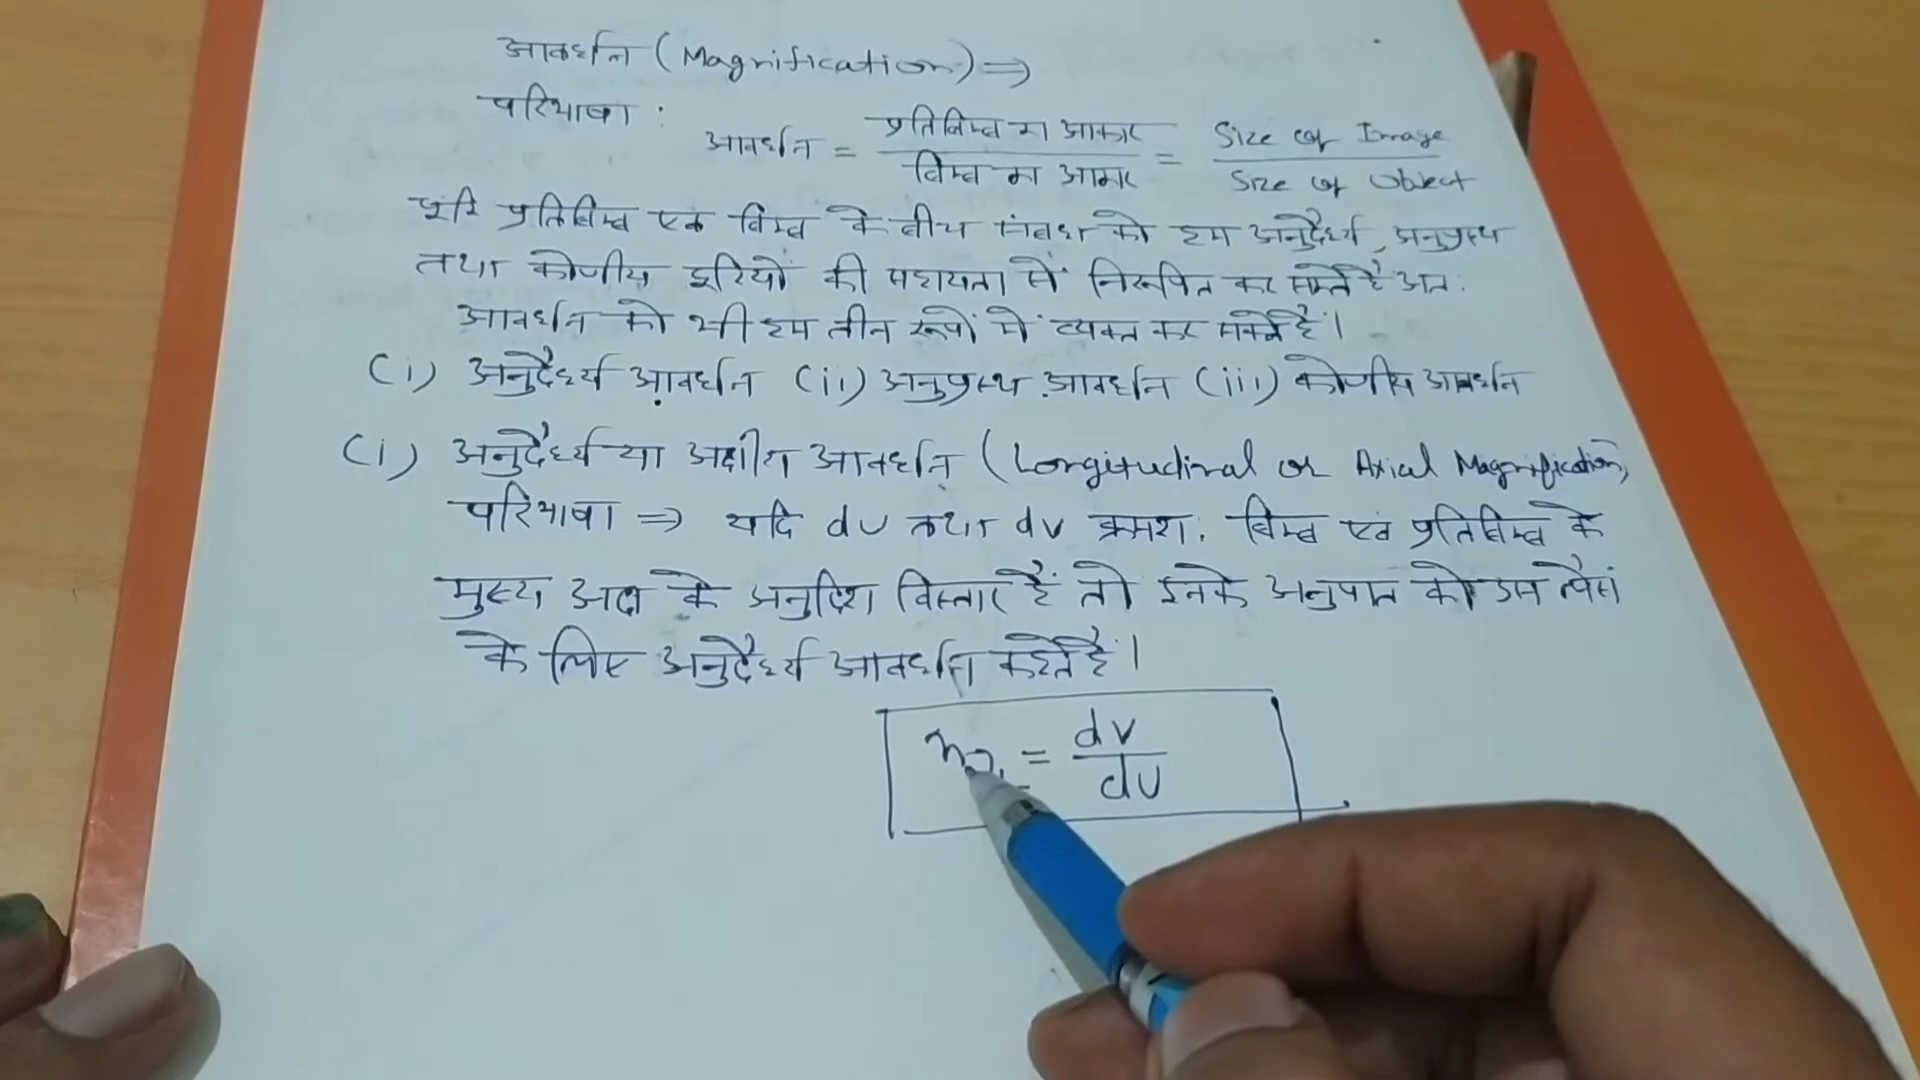 आवर्धन (Magnification) ⇒
परिभाषा :
आवर्धन = प्रतिबिम्ब का आकार / बिम्ब का आकार = Size of Image / Size of Object
चूंकि प्रतिबिम्ब एवं बिम्ब के बीच संबंध को हम अनुदैर्ध्य, अनुप्रस्थ
तथा कोणीय दूरियों की सहायता से निरूपित कर सकते हैं अतः
आवर्धन को भी हम तीन रूपों में व्यक्त कर सकते हैं।
(i) अनुदैर्ध्य आवर्धन (ii) अनुप्रस्थ आवर्धन (iii) कोणीय आवर्धन
(i) अनुदैर्ध्य या अक्षीय आवर्धन (Longitudinal or Axial Magnification)
परिभाषा ⇒ यदि du तथा dv क्रमशः बिम्ब एवं प्रतिबिम्ब के
मुख्य अक्ष के अनुदिश विस्तार हैं तो इनके अनुपात को उस लेंस
के लिए अनुदैर्ध्य आवर्धन कहते हैं।
= dv / du